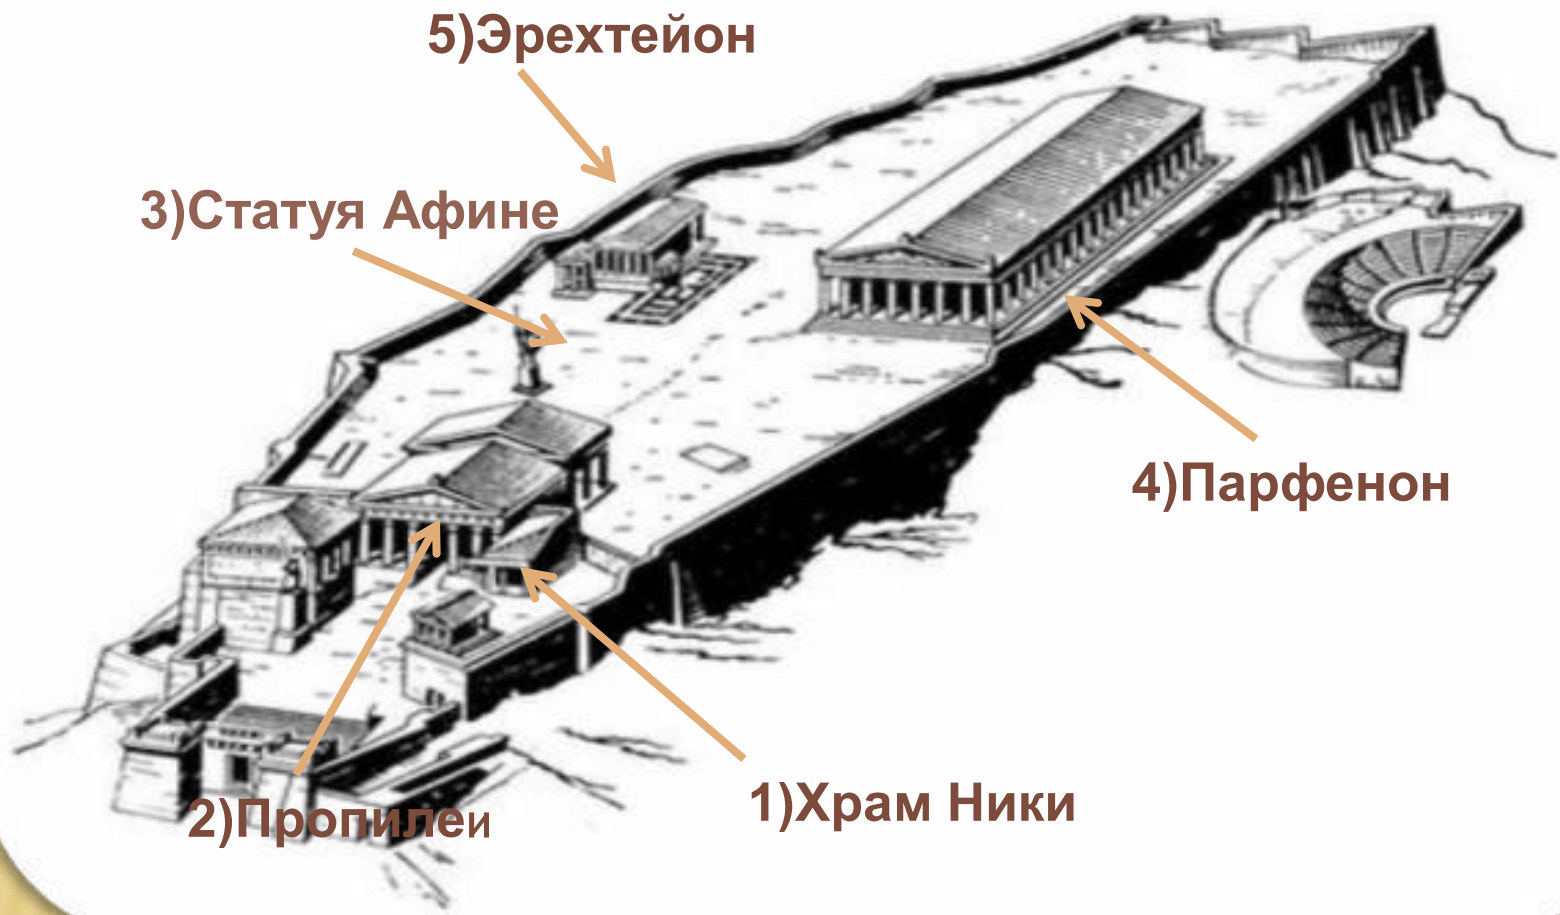 5)Эрехтейон
3)Статуя Афине
4)Парфенон
1)Храм Ники
2)Пропилеи